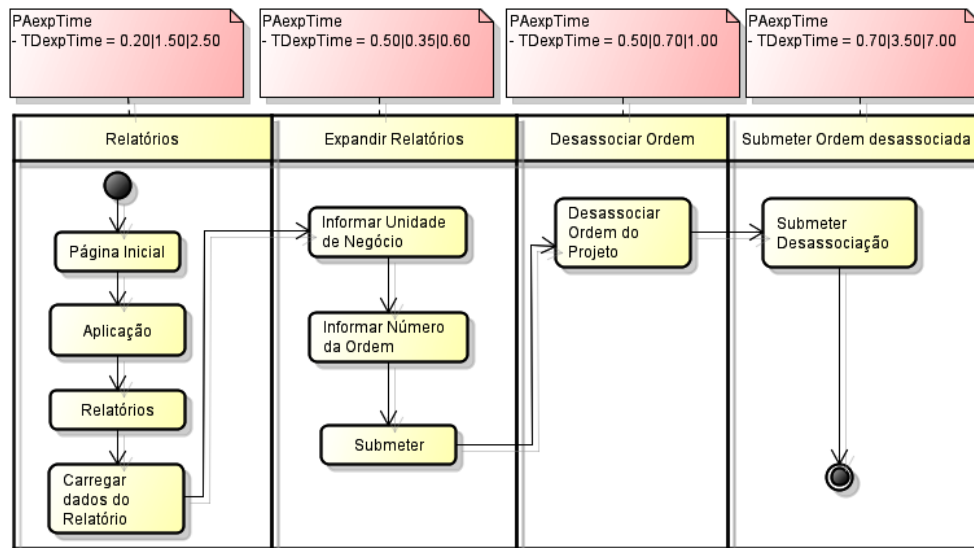 PAexpTime
- TDexpTime = 0.20|1.50|2.50
PAexpTime
- TDexpTime = 0.50|0.35|0.60
PAexpTime
- TDexpTime = 0.50|0.70|1.00
PAexpTime
- TDexpTime = 0.70|3.50|7.00
Relatórios
Expandir Relatórios
Desassociar Ordem
Submeter Ordem desassociada
Página Inicial
Aplicação
Relatórios
Carregar
dados do
Relatório
Informar Unidade
de Negócio
Informar Número
da Ordem
Submeter
Desassociar
Ordem do
Projeto
Submeter
Desassociação